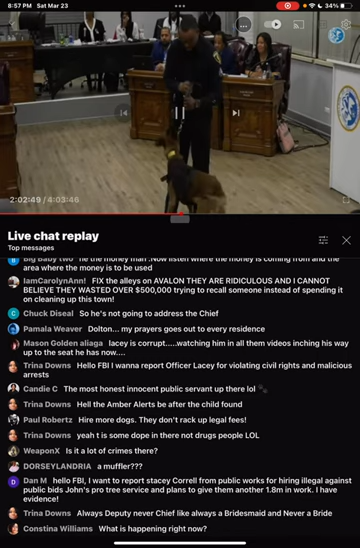 8:57 PM Sat Mar 23
34%
2:02:49 / 4:03:46
Live chat replay
Top messages
Big Baby two he the money man .Now listen where the money is coming from and the
area where the money is to be used
IamCarolynAnn! FIX the alleys on AVALON THEY ARE RIDICULOUS AND I CANNOT
BELIEVE THEY WANTED OVER $500,000 trying to recall someone instead of spending it
on cleaning up this town!
C Chuck Diseal So he's not going to address the Chief
Pamala Weaver Dolton... my prayes goes out to every residence
Mason Golden aliaga lacey is corrupt.....watching him in all them videos inching his way
up to the seat he has now....
Trina Downs Hello FBI I wanna report Officer Lacey for violating civil rights and malicious
arrests
Candie C The most honest innocent public servant up there lol 🐾
Trina Downs Hell the Amber Alerts be after the child found
Paul Robertz Hire more dogs. They don't rack up legal fees!
Trina Downs yeah t is some dope in there not drugs people LOL
WeaponX Is it a lot of crimes there?
DORSEYLANDRIA a muffler???
D Dan M hello FBI, I want to report stacey Correll from public works for hiring illegal against
public bids John's pro tree service and plans to give them another 1.8m in work. I have
evidence!
Trina Downs Always Deputy never Chief like always a Bridesmaid and Never a Bride
Constina Williams What is happening right now?